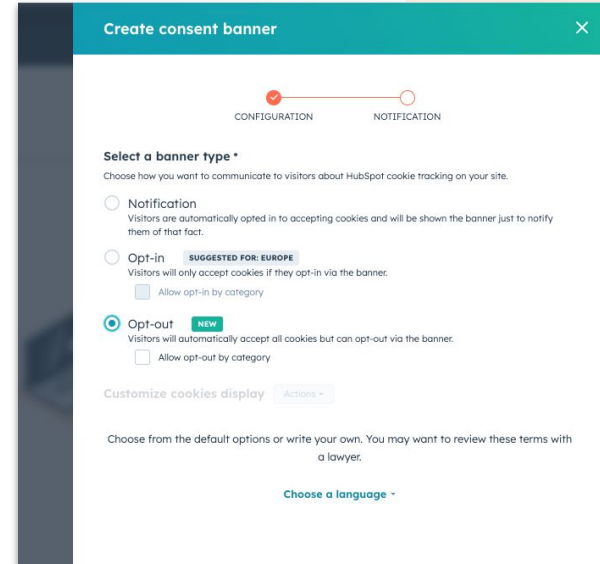 Create consent banner
CONFIGURATION
NOTIFICATION
Select a banner type *
Choose how you want to communicate to visitors about HubSpot cookie tracking on your site.
Notification
Visitors are automatically opted in to accepting cookies and will be shown the banner just to notify
them of that fact.
Opt-in SUGGESTED FOR: EUROPE
Visitors will only accept cookies if they opt-in via the banner.
Allow opt-in by category
Opt-out NEW
Visitors will automatically accept all cookies but can opt-out via the banner.
Allow opt-out by category
Customize cookies display Actions
Choose from the default options or write your own. You may want to review these terms with
a lawyer.
Choose a language